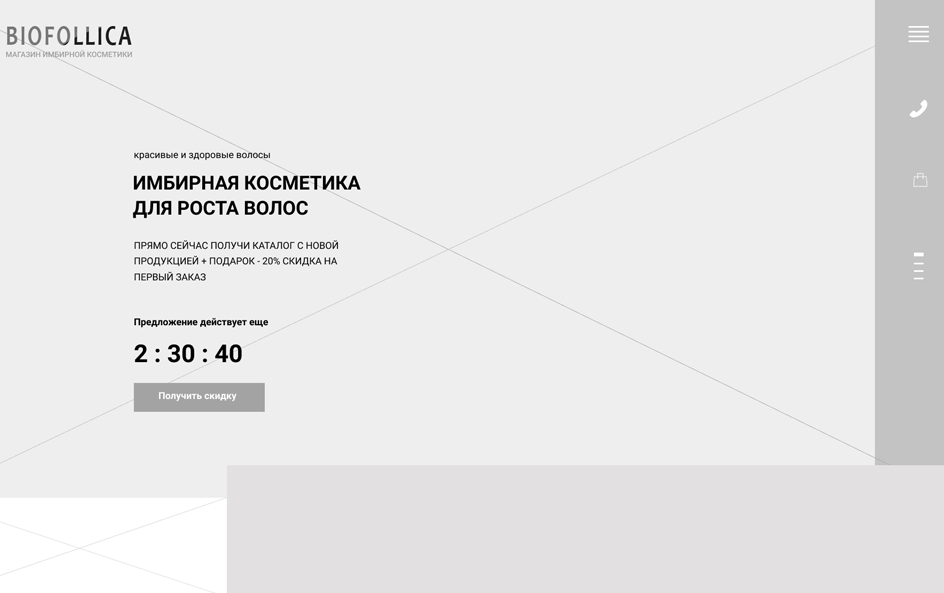 BIOFOLLICA
МАГАЗИН ИМБИРНОЙ КОСМЕТИКИ
красивые и здоровые волосы
ИМБИРНАЯ КОСМЕТИКА
ДЛЯ РОСТА ВОЛОС
ПРЯМО СЕЙЧАС ПОЛУЧИ КАТАЛОГ С НОВОЙ
ПРОДУКЦИЕЙ + ПОДАРОК - 20% СКИДКА НА
ПЕРВЫЙ ЗАКАЗ
Предложение действует еще
2 : 30 : 40
Получить скидку